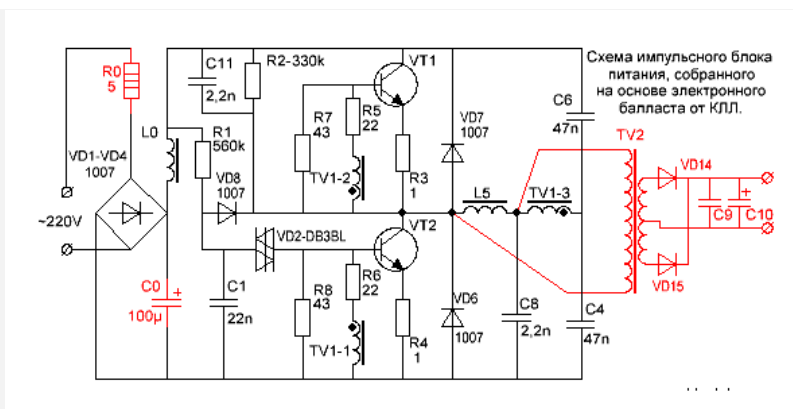 R0
5
C11
2,2n
R2-330k
VT1
Схема импульсного блока
питания, собранного
на основе электронного
балласта от КЛЛ.
L0
R1
560k
R7
43
R5
22
VD7
1007
C6
47n
TV2
VD1-VD4
1007
VD8
1007
TV1-2
R3
1
VD14
L5
TV1-3
~220V
VT2
C9
C10
VD2-DB3BL
C0
+
100μ
C1
22n
R8
43
R6
22
VD6
1007
C8
2,2n
C4
47n
VD15
+
TV1-1
R4
1